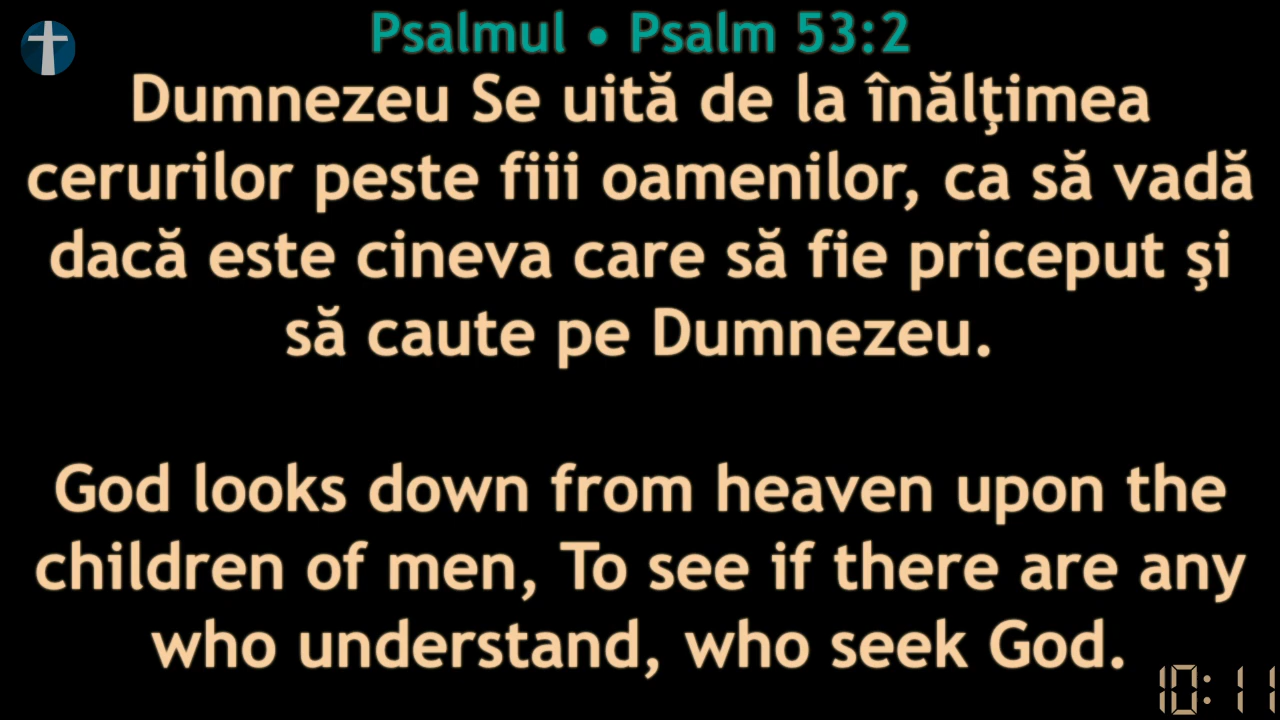 Psalmul • Psalm 53:2
Dumnezeu Se uită de la înălţimea
cerurilor peste fiii oamenilor, ca să vadă
dacă este cineva care să fie priceput şi
să caute pe Dumnezeu.
God looks down from heaven upon the
children of men, To see if there are any
who understand, who seek God.
10:11